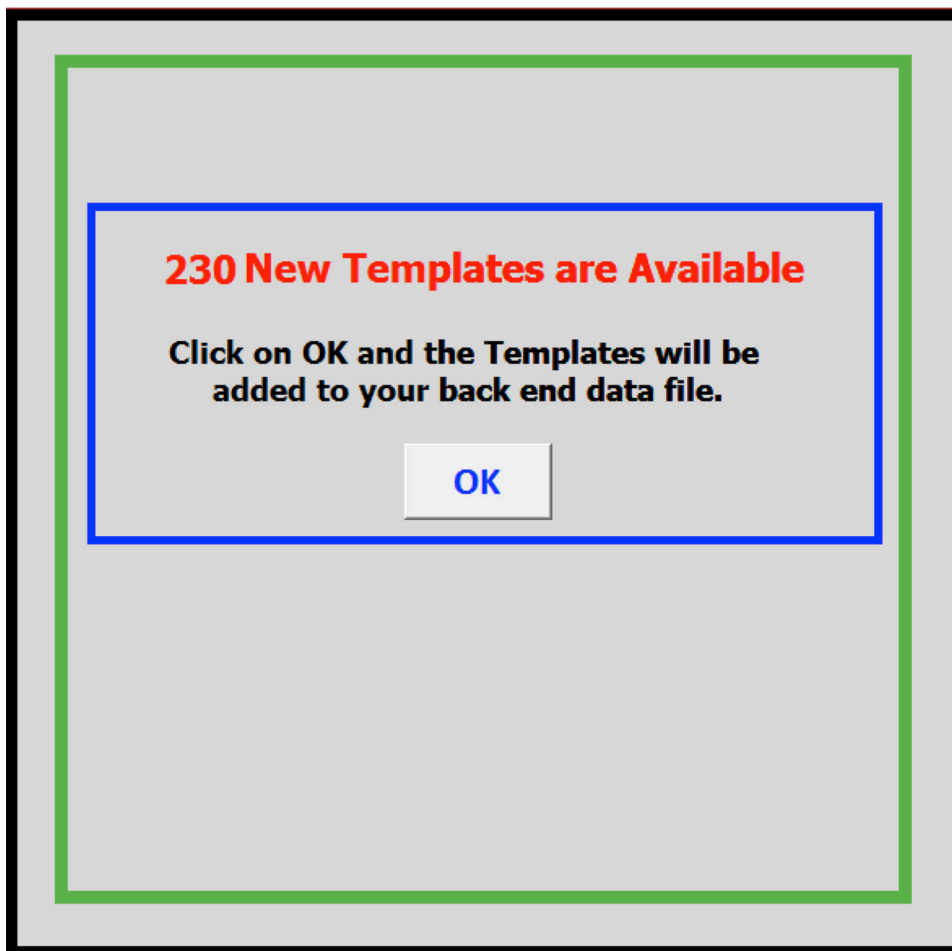 230 New Templates are Available
Click on OK and the Templates will be
added to your back end data file.
OK